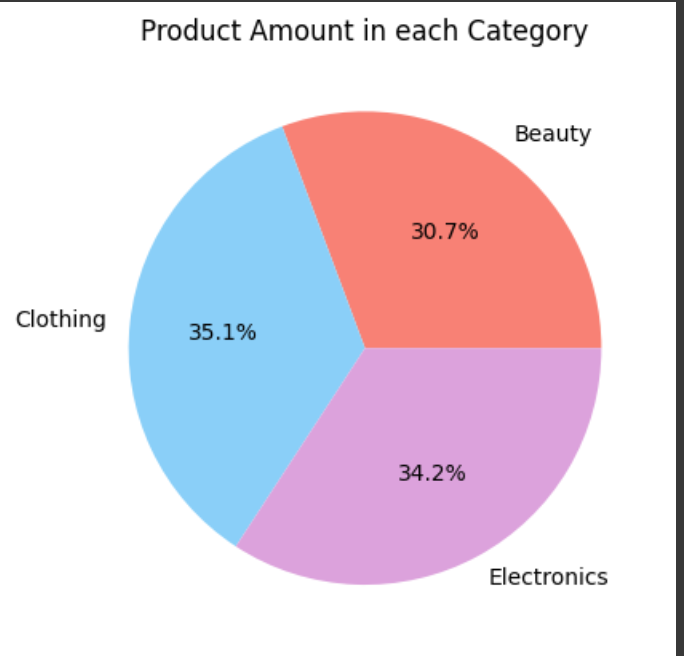 Product Amount in each Category
Beauty
30.7%
Clothing
35.1%
34.2%
Electronics